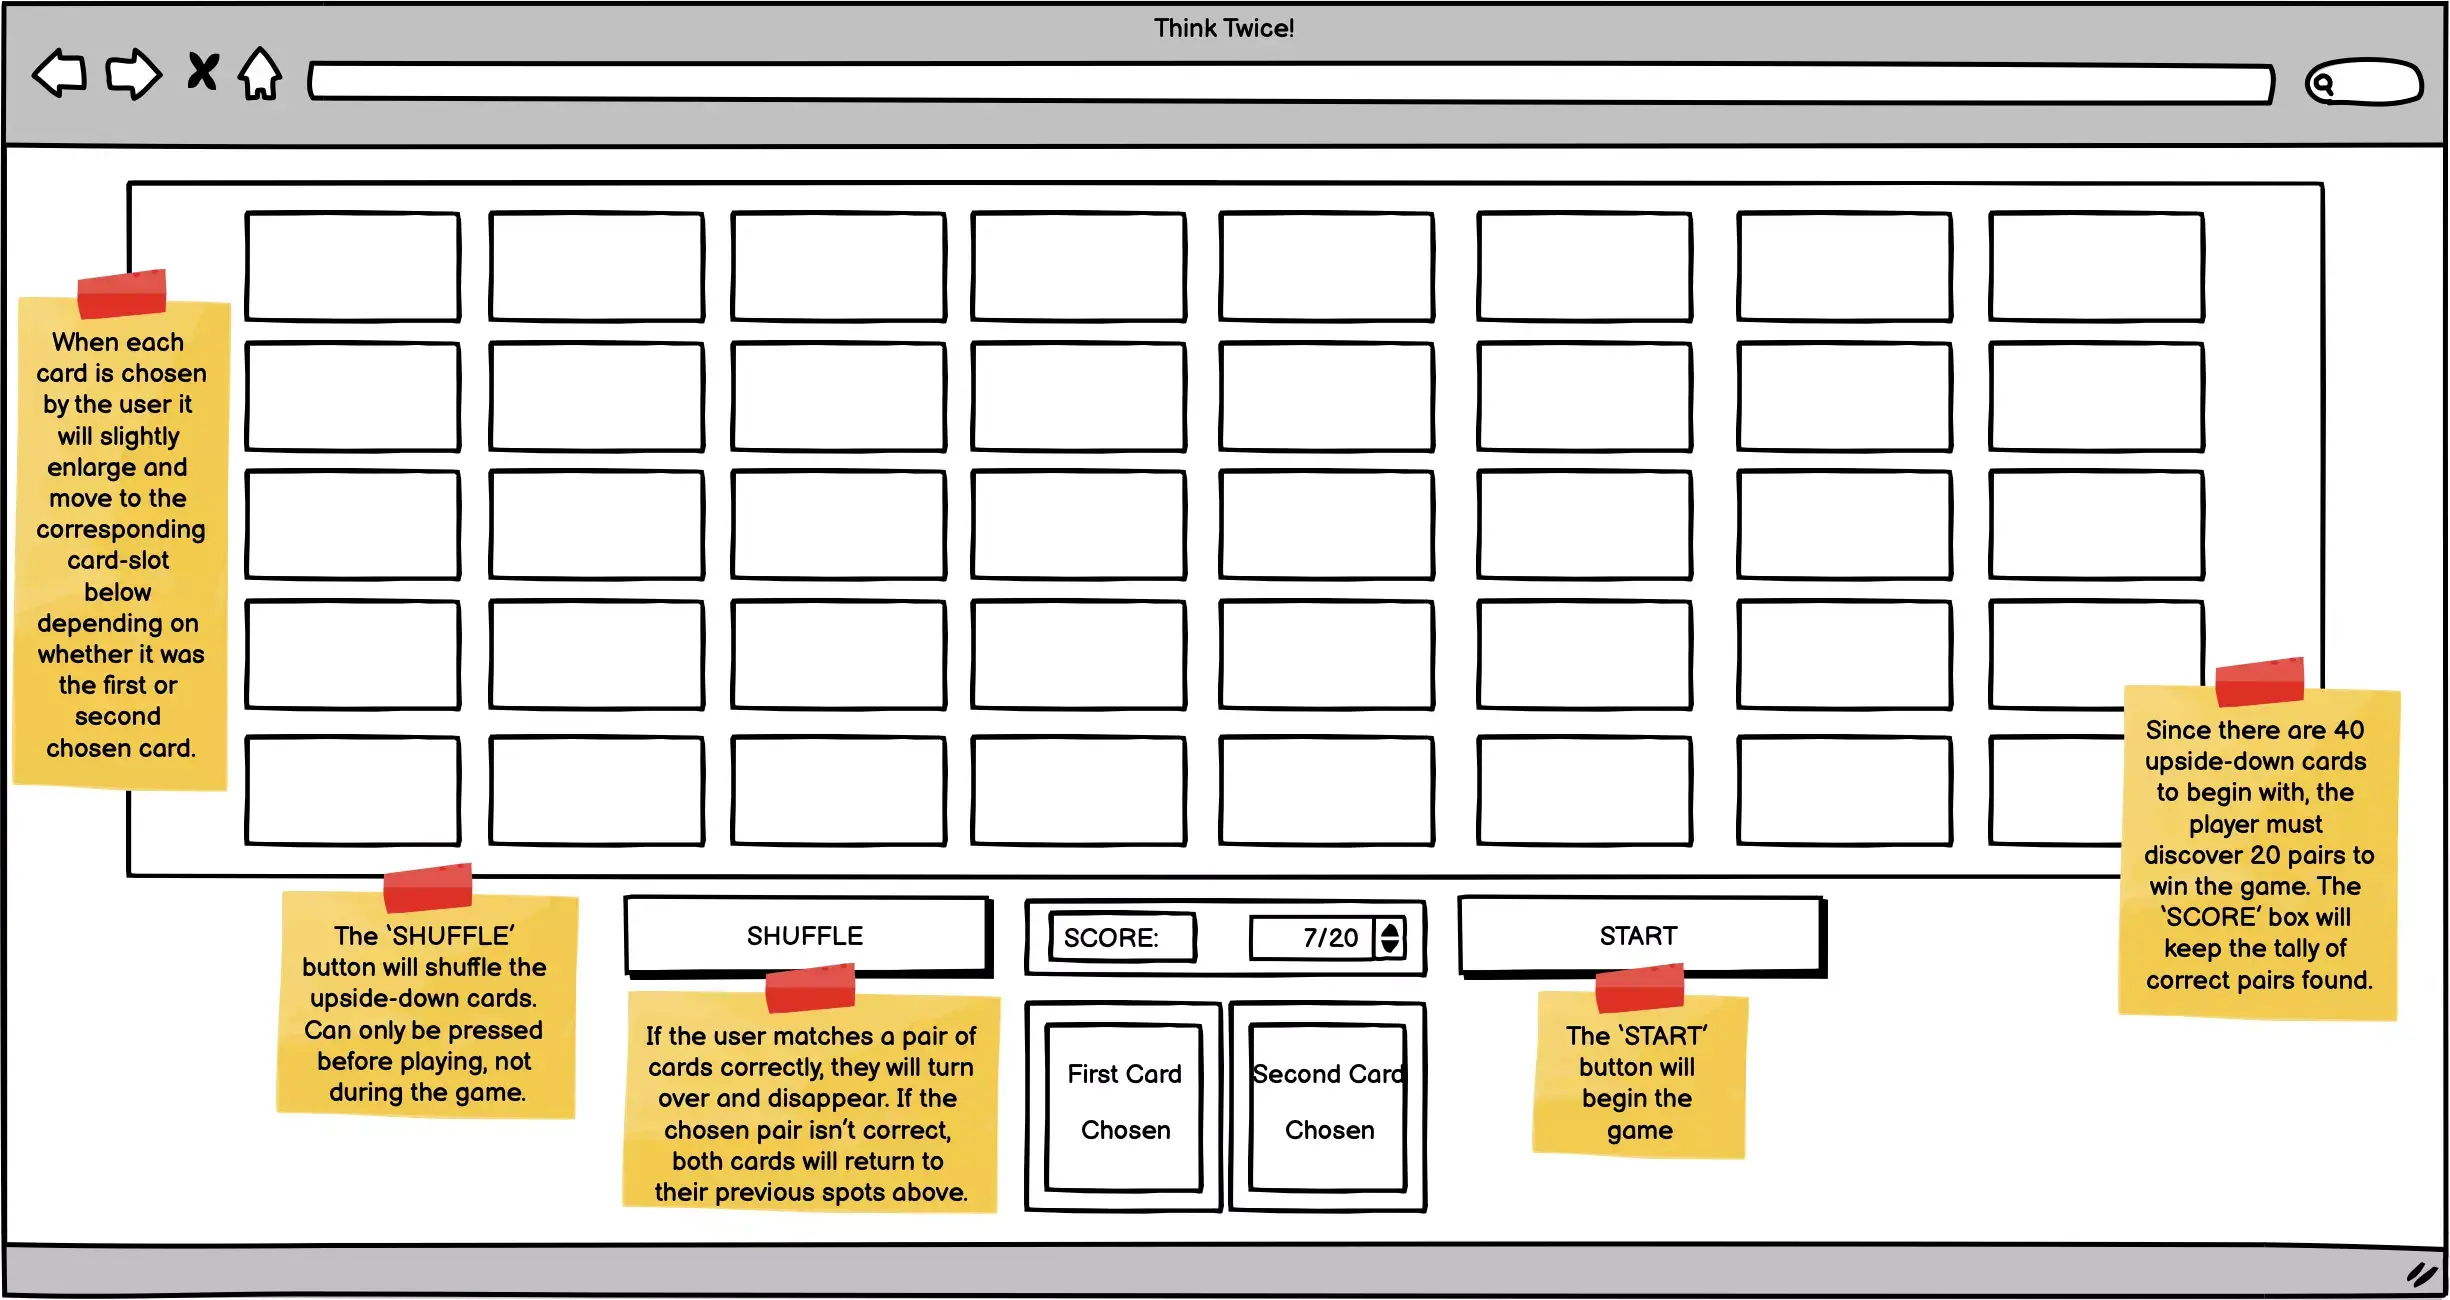 Think Twice!
When each
card is chosen
by the user it
will slightly
enlarge and
move to the
corresponding
card-slot
below
depending on
whether it was
the first or
second
chosen card.
Since there are 40
upside-down cards
to begin with, the
player must
discover 20 pairs to
win the game. The
‘SCORE’ box will
keep the tally of
correct pairs found.
The ‘SHUFFLE’
button will shuffle the
upside-down cards.
Can only be pressed
before playing, not
during the game.
SHUFFLE
If the user matches a pair of
cards correctly, they will turn
over and disappear. If the
chosen pair isn’t correct,
both cards will return to
their previous spots above.
SCORE:
7/20
First Card
Chosen
Second Card
Chosen
START
The ‘START’
button will
begin the
game